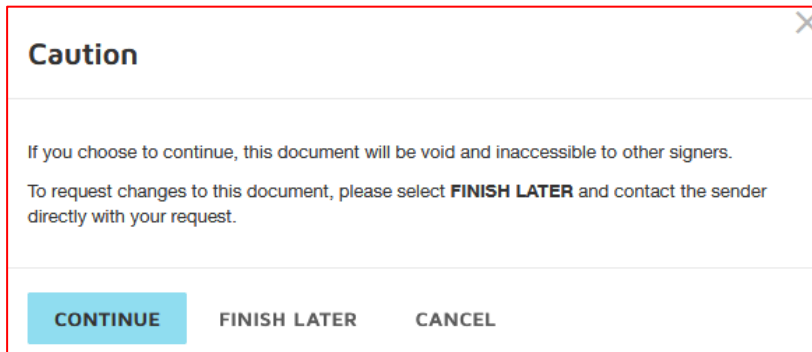 Caution
If you choose to continue, this document will be void and inaccessible to other signers.
To request changes to this document, please select FINISH LATER and contact the sender
directly with your request.
CONTINUE FINISH LATER CANCEL